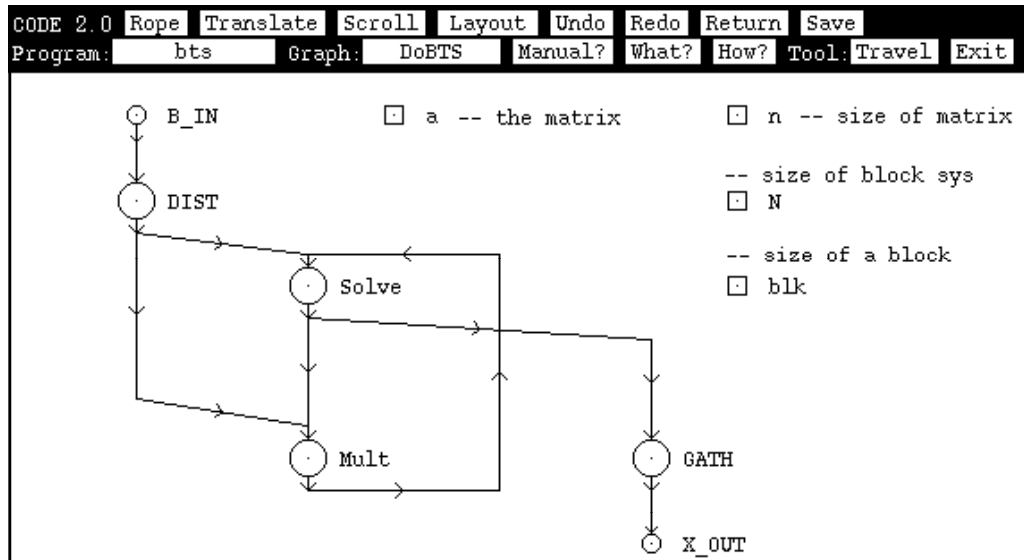 CODE 2.0 Rope Translate Scroll Layout Undo Redo Return Save
Program: bts Graph: DoBTS Manual? What? How? Tool: Travel Exit
B_IN a -- the matrix n -- size of matrix
-- size of block sys
DIST N
-- size of a block
Solve blk
Mult GATH
X_OUT